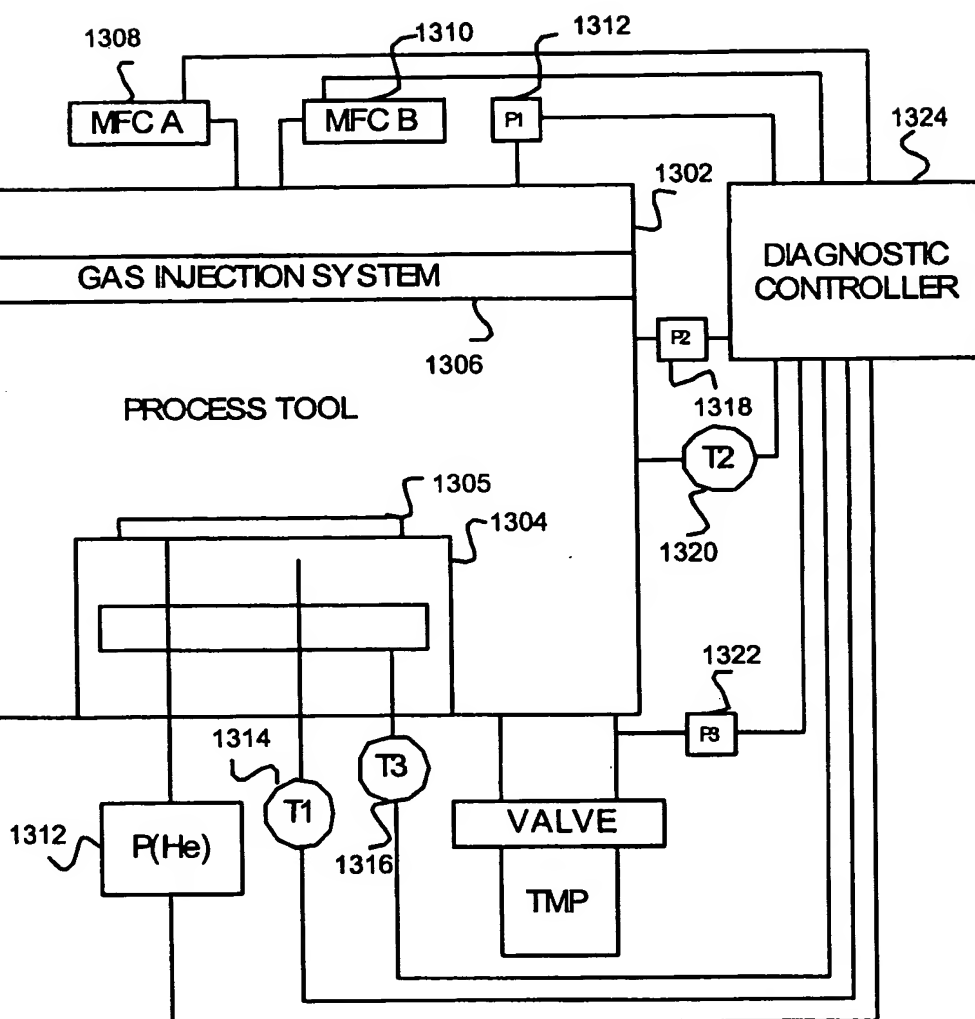 1308
1310
1312
MFC A
MFC B
P1
1324
1302
DIAGNOSTIC
CONTROLLER
GAS INJECTION SYSTEM
1306
P2
1318
PROCESS TOOL
T2
1305
1304
1320
1322
P3
1314
T3
T1
1312
P(He)
1316
VALVE
TMP